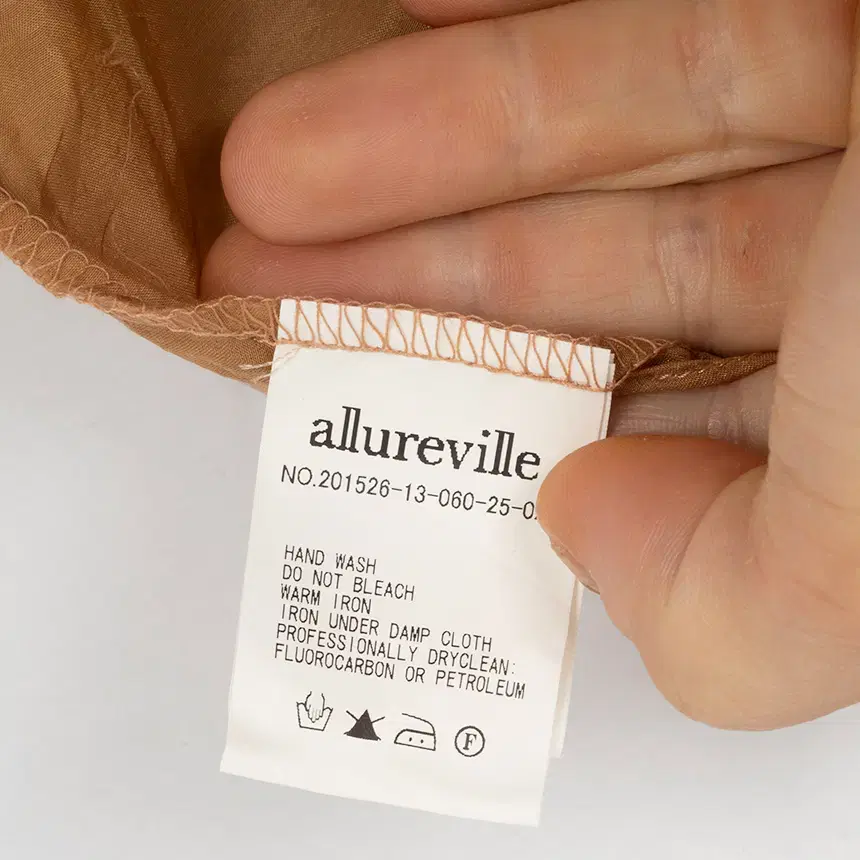 allureville
NO.201526-13-060-25-0
HAND WASH
DO NOT BLEACH
WARM IRON
IRON UNDER DAMP CLOTH
PROFESSIONALLY DRYCLEAN:
FLUOROCARBON OR PETROLEUM
F